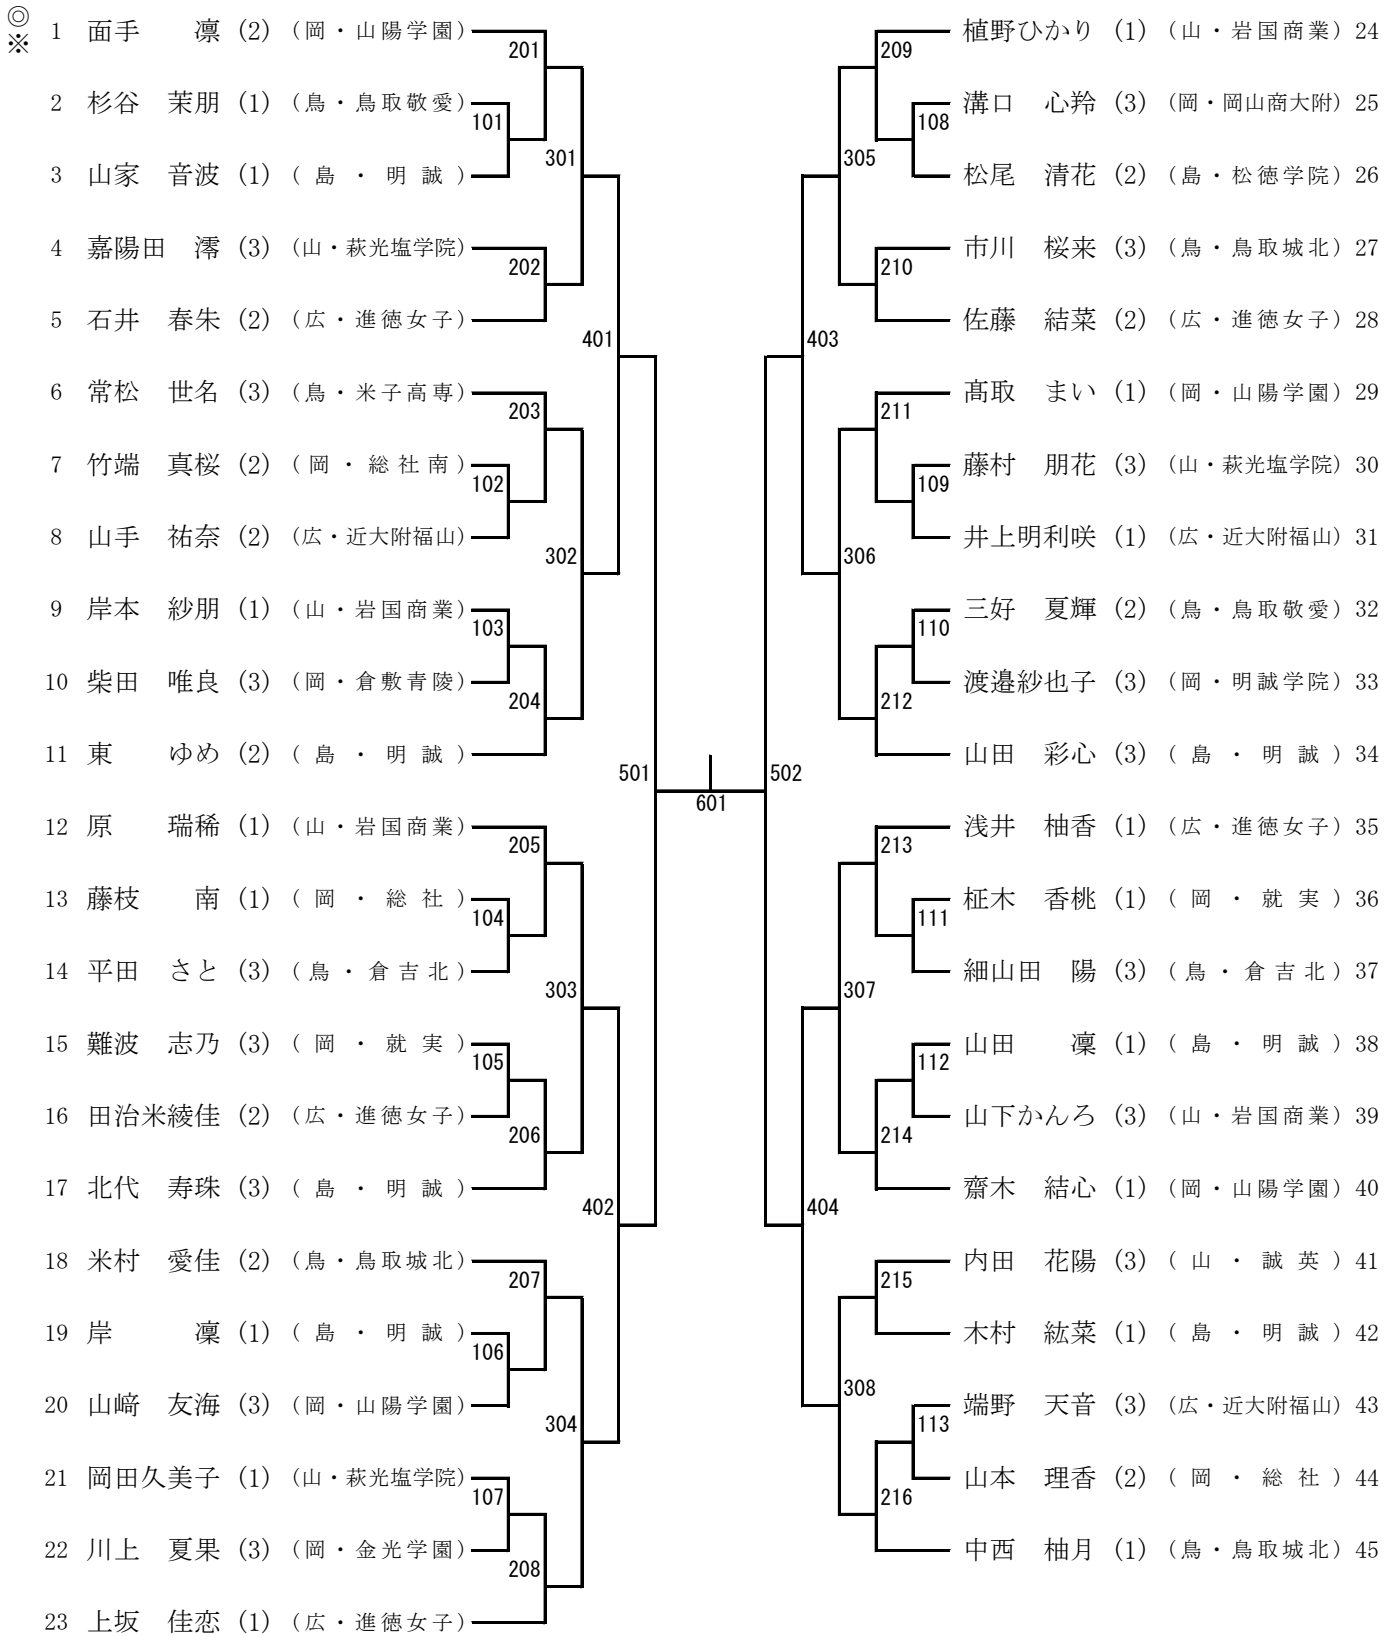 ◎
※
1 面手 凛 (2) (岡・山陽学園)
2 杉谷 茉朋 (1) (鳥・鳥取敬愛)
3 山家 音波 (1) (島・明誠)
4 嘉陽田 澪 (3) (山・萩光塩学院)
5 石井 春朱 (2) (広・進徳女子)
6 常松 世名 (3) (鳥・米子高専)
7 竹端 真桜 (2) (岡・総社南)
8 山手 祐奈 (2) (広・近大附福山)
9 岸本 紗朋 (1) (山・岩国商業)
10 柴田 唯良 (3) (岡・倉敷青陵)
11 東 ゆめ (2) (島・明誠)
12 原 瑞稀 (1) (山・岩国商業)
13 藤枝 南 (1) (岡・総社)
14 平田 さと (3) (鳥・倉吉北)
15 難波 志乃 (3) (岡・就実)
16 田治米綾佳 (2) (広・進徳女子)
17 北代 寿珠 (3) (島・明誠)
18 米村 愛佳 (2) (鳥・鳥取城北)
19 岸 凜 (1) (島・明誠)
20 山﨑 友海 (3) (岡・山陽学園)
21 岡田久美子 (1) (山・萩光塩学院)
22 川上 夏果 (3) (岡・金光学園)
23 上坂 佳恋 (1) (広・進徳女子)
201
101
301
202
401
203
102
302
103
204
501
205
104
303
105
206
402
207
106
304
107
208
601
209
108
305
210
403
211
109
306
110
212
502
213
111
307
112
214
404
215
308
113
216
植野ひかり (1) (山・岩国商業) 24
溝口 心羚 (3) (岡・岡山商大附) 25
松尾 清花 (2) (島・松徳学院) 26
市川 桜来 (3) (鳥・鳥取城北) 27
佐藤 結菜 (2) (広・進徳女子) 28
髙取 まい (1) (岡・山陽学園) 29
藤村 朋花 (3) (山・萩光塩学院) 30
井上明利咲 (1) (広・近大附福山) 31
三好 夏輝 (2) (鳥・鳥取敬愛) 32
渡邉紗也子 (3) (岡・明誠学院) 33
山田 彩心 (3) (島・明誠) 34
浅井 柚香 (1) (広・進徳女子) 35
柾木 香桃 (1) (岡・就実) 36
細山田 陽 (3) (鳥・倉吉北) 37
山田 凜 (1) (島・明誠) 38
山下かんろ (3) (山・岩国商業) 39
齋木 結心 (1) (岡・山陽学園) 40
内田 花陽 (3) (山・誠英) 41
木村 紘菜 (1) (島・明誠) 42
端野 天音 (3) (広・近大附福山) 43
山本 理香 (2) (岡・総社) 44
中西 柚月 (1) (鳥・鳥取城北) 45